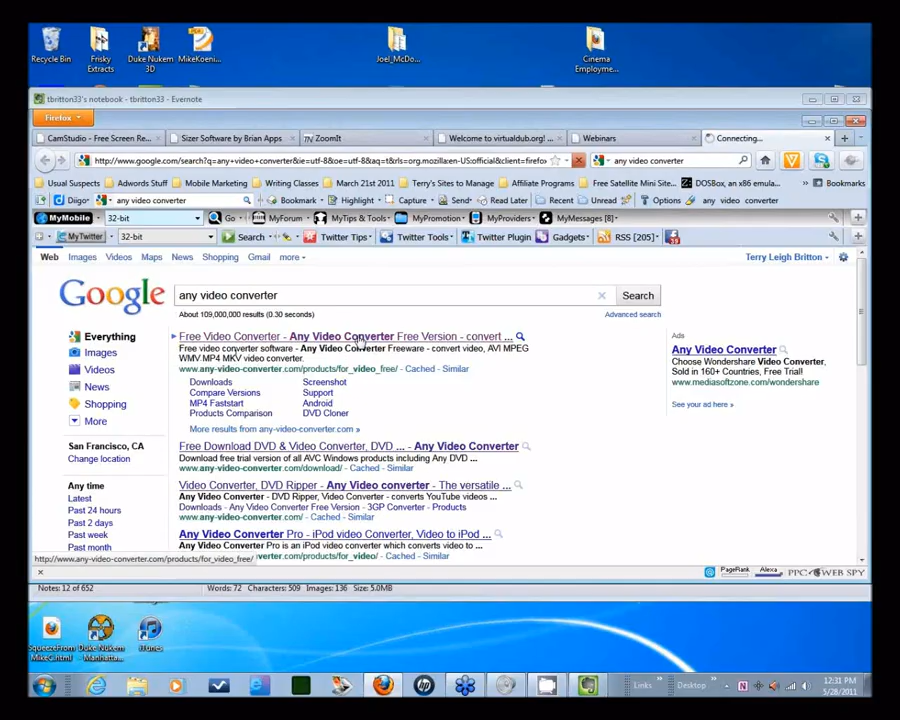 Recycle Bin
Frisky Extracts
Duke Nukem 3D
MikeKoeni...
Joel_McDo...
Cinema Employme...
tbritton33's notebook - tbritton33 - Evernote
Firefox
CamStudio - Free Screen Re...
Sizer Software by Brian Apps
ZoomIt
Welcome to virtualdub.org! ...
Webinars
Connecting...
http://www.google.com/search?q=any+video+converter&ie=utf-8&oe=utf-8&aq=t&rls=org.mozilla:en-US:official&client=firefox
any video converter
Usual Suspects
Adwords Stuff
Mobile Marketing
Writing Classes
March 21st 2011
Terry's Sites to Manage
Affiliate Programs
Free Satellite Mini Site...
DOSBox, an x86 emula...
» Bookmarks
Diigo
any video converter
Bookmark
Highlight
Capture
Send
Read Later
Recent
Unread
Options
any video converter
MyMobile
32-bit
Go
MyForum
MyTips & Tools
MyPromotion
MyProviders
MyMessages [8]
MyTwitter
32-bit
Search
Twitter Tips
Twitter Tools
Twitter Plugin
Gadgets
RSS [205]
Web Images Videos Maps News Shopping Gmail more
Terry Leigh Britton
Google
any video converter
Search
About 109,000,000 results (0.30 seconds)
Advanced search
Everything
Images
Videos
News
Shopping
More
San Francisco, CA
Change location
Any time
Latest
Past 24 hours
Past 2 days
Past week
Past month
Free Video Converter - Any Video Converter Free Version - convert ...
Free video converter software - Any Video Converter Freeware - convert video, AVI MPEG
WMV MP4 MKV video converter.
www.any-video-converter.com/products/for_video_free/ - Cached - Similar
Downloads Screenshot
Compare Versions Support
MP4 Faststart Android
Products Comparison DVD Cloner
More results from any-video-converter.com »
Free Download DVD & Video Converter, DVD ... - Any Video Converter
Download free trial version of all AVC Windows products including Any DVD ...
www.any-video-converter.com/download/ - Cached - Similar
Video Converter, DVD Ripper - Any Video converter - The versatile ...
Any Video Converter - DVD Ripper, Video Converter - converts YouTube videos ...
Downloads - Any Video Converter Free Version - 3GP Converter - Products
www.any-video-converter.com/ - Cached - Similar
Any Video Converter Pro - iPod video Converter, Video to iPod ...
Any Video Converter Pro is an iPod video converter which converts video to ...
verter.com/products/for_video/ - Cached - Similar
Ads
Any Video Converter
Choose Wondershare Video Converter,
Sold in 160+ Countries, Free Trial!
www.mediasoftz.com/wondershare
See your ad here »
http://www.any-video-converter.com/products/for_video_free/
PageRank
Alexa
PPC WEB SPY
Notes: 12 of 652
Words: 72 Characters: 509 Images: 136 Size: 5.0MB
SqueezeFrom MikeC.html
Duke Nukem - Manhatta...
iTunes
Links »
Desktop »
12:31 PM
5/28/2011